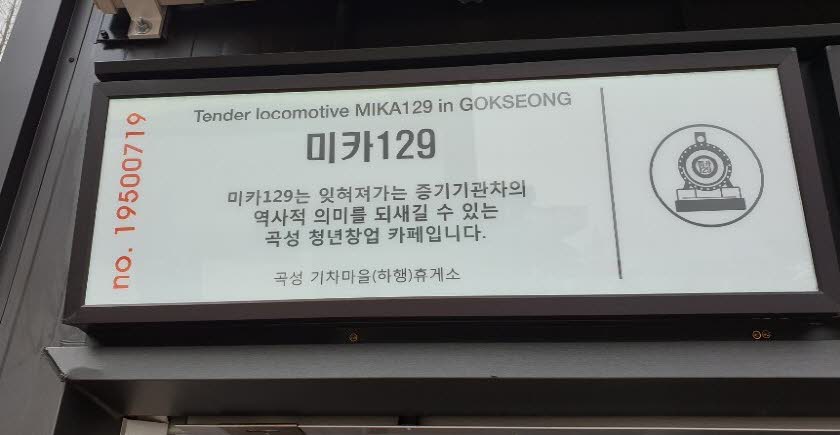 no. 19500719
Tender locomotive MIKA129 in GOKSEONG
미카129
미카129는 잊혀져가는 증기기관차의
역사적 의미를 되새길 수 있는
곡성 청년창업 카페입니다.
곡성 기차마을(하행)휴게소
미카
129